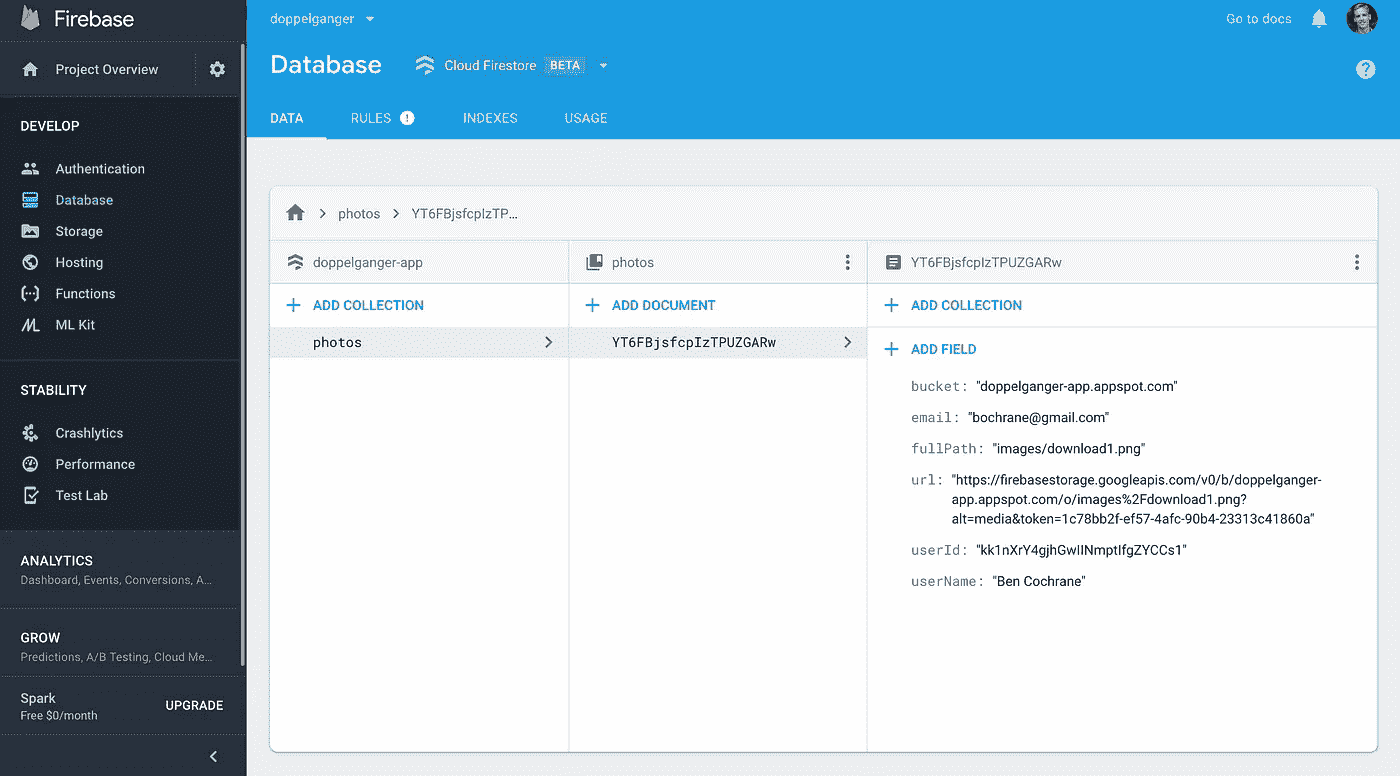 Firebase
Project Overview
DEVELOP
Authentication
Database
Storage
Hosting
Functions
ML Kit
STABILITY
Crashlytics
Performance
Test Lab
ANALYTICS
Dashboard, Events, Conversions, A...
GROW
Predictions, A/B Testing, Cloud Me...
Spark
Free $0/month
UPGRADE
doppelganger
Go to docs
Database
Cloud Firestore BETA
DATA
RULES
INDEXES
USAGE
photos
YT6FBjsfcpIzTP...
doppelganger-app
ADD COLLECTION
photos
photos
ADD DOCUMENT
YT6FBjsfcpIzTPUZGARw
YT6FBjsfcpIzTPUZGARw
ADD COLLECTION
ADD FIELD
bucket: "doppelganger-app.appspot.com"
email: "bochrane@gmail.com"
fullPath: "images/download1.png"
url: "https://firebasestorage.googleapis.com/v0/b/doppelganger-
app.appspot.com/o/images%2Fdownload1.png?
alt=media&token=1c78bb2f-ef57-4afc-90b4-23313c41860a"
userId: "kk1nXrY4gjhGwIINmptIfgZYCCs1"
userName: "Ben Cochrane"